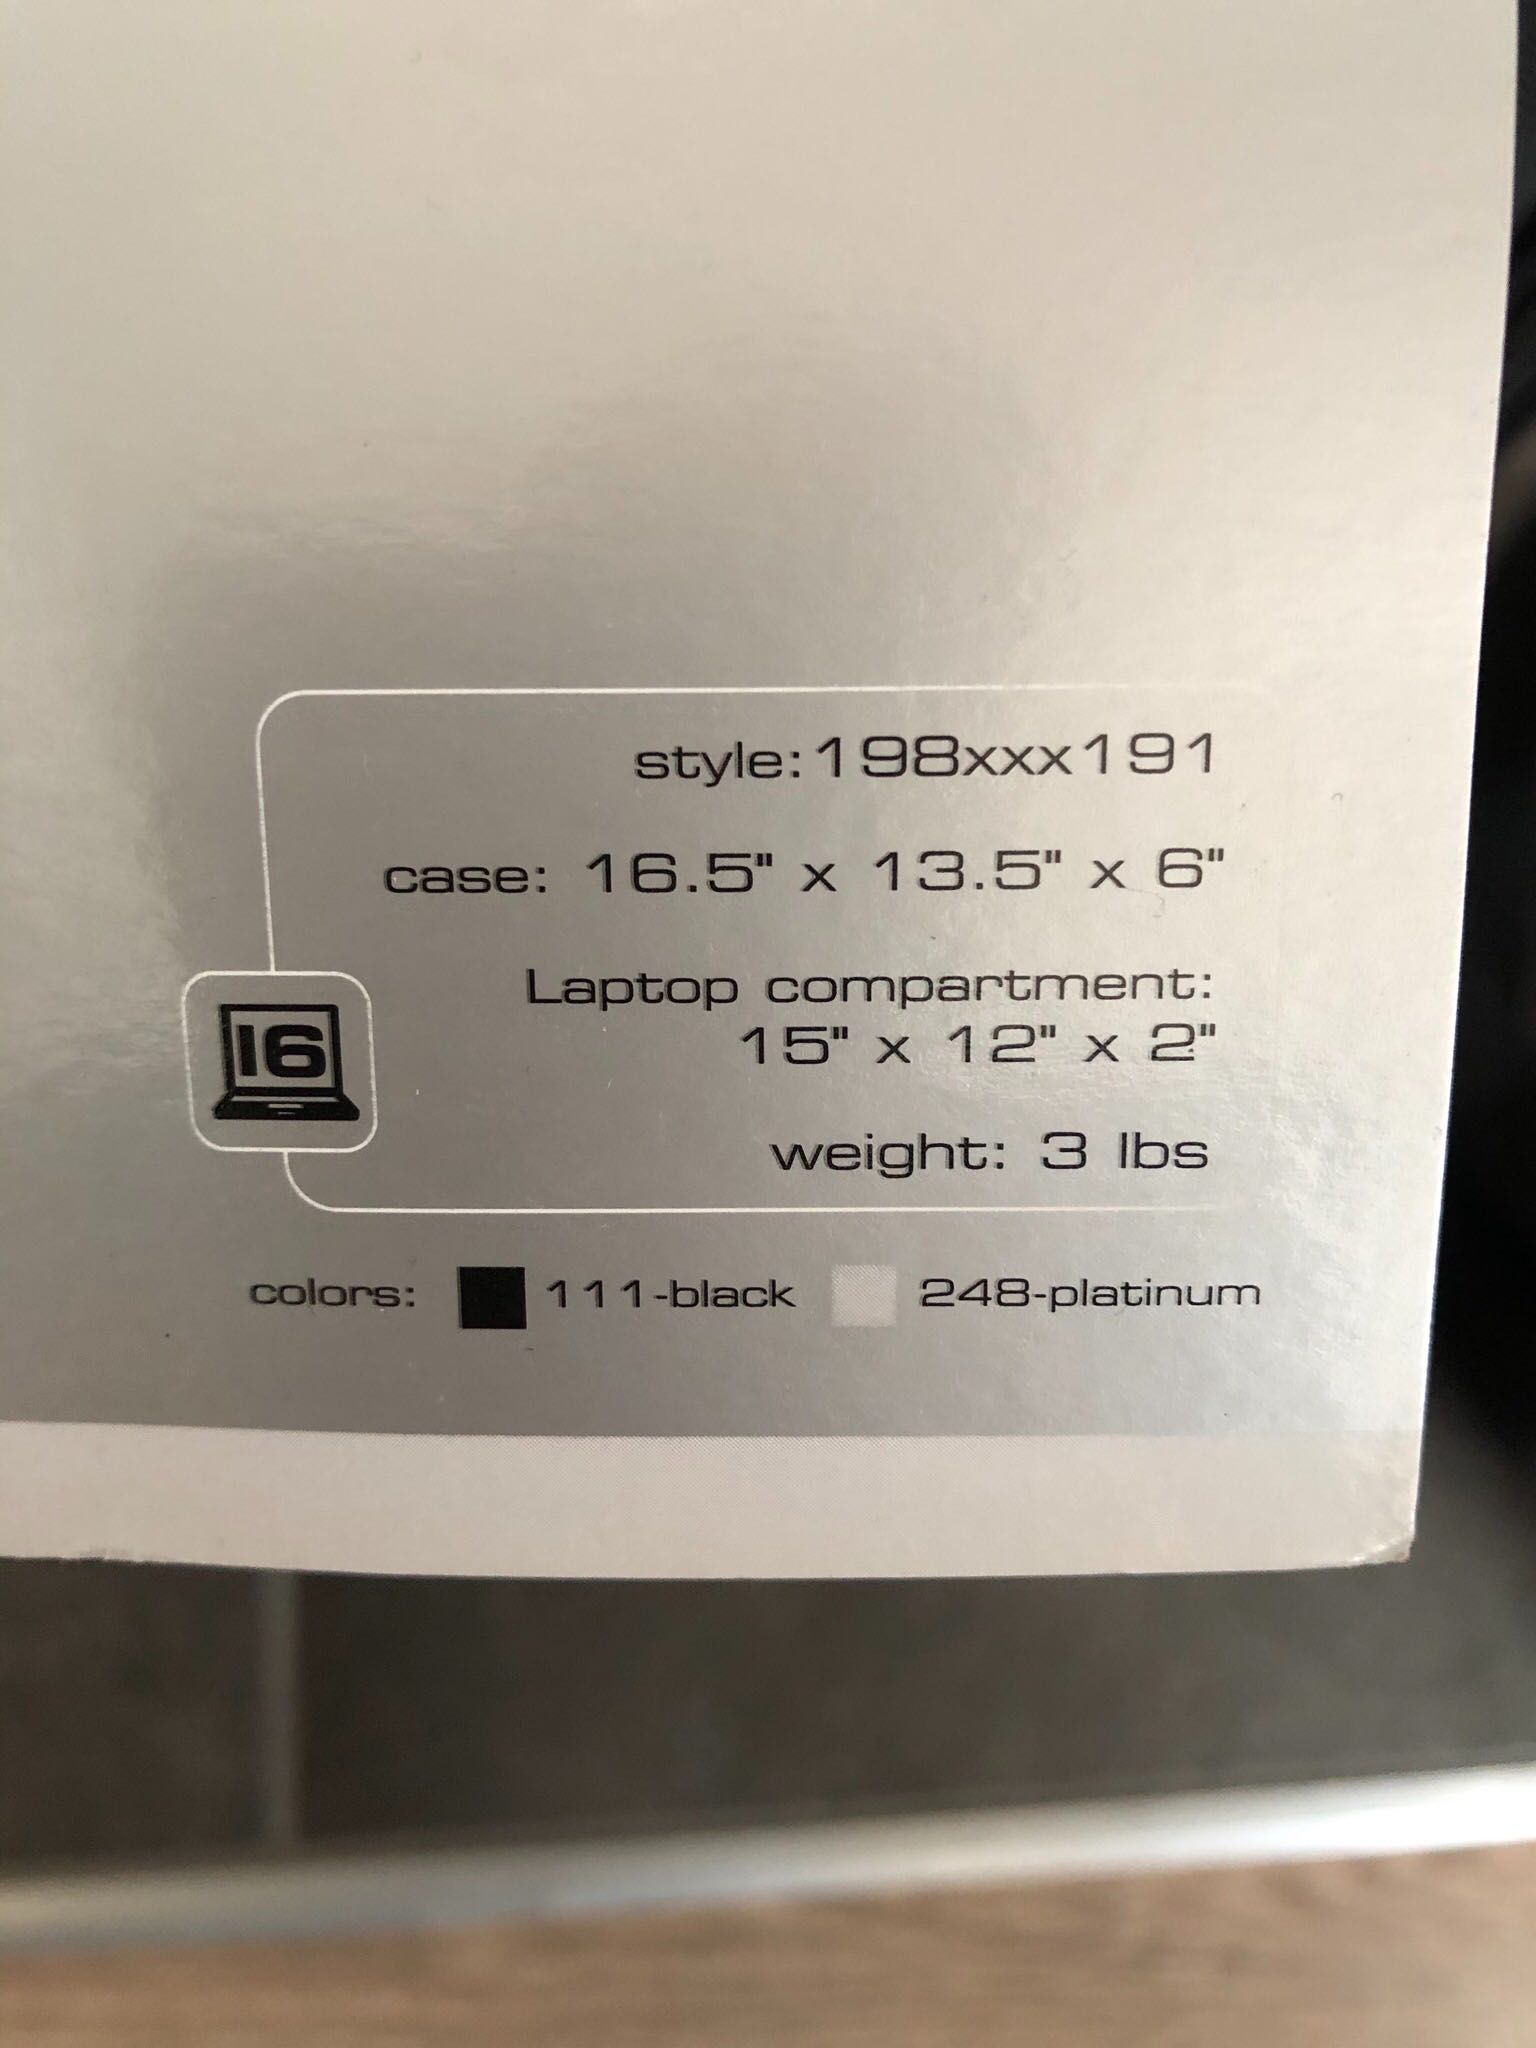 style: 198xxx191
case: 16.5" x 13.5" x 6"
Laptop compartment:
15" x 12" x 2"
16
weight: 3 lbs
colors: 111-black 248-platinum